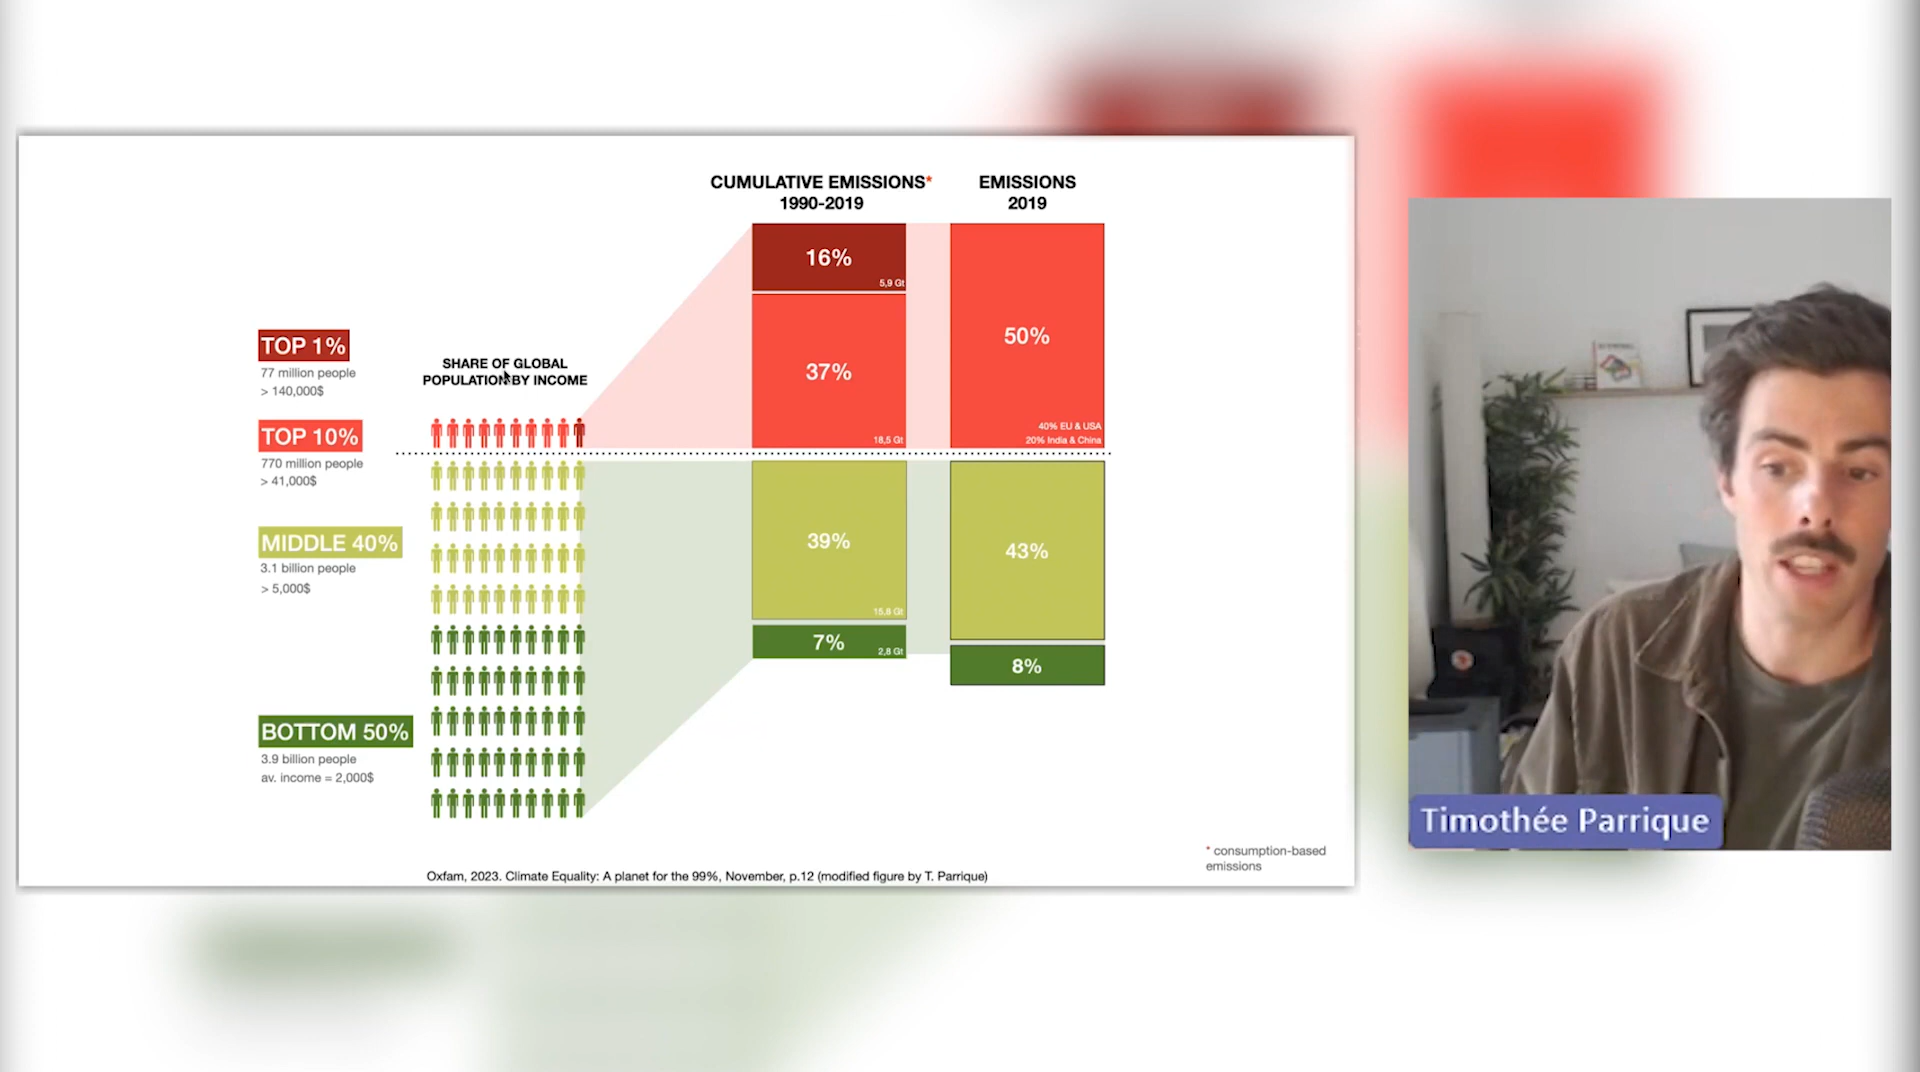 CUMULATIVE EMISSIONS*
1990-2019
EMISSIONS
2019
16%
5,9 Gt
37%
18,5 Gt
50%
40% EU & USA
20% India & China
TOP 1%
77 million people
> 140,000$
SHARE OF GLOBAL
POPULATION BY INCOME
TOP 10%
770 million people
> 41,000$
MIDDLE 40%
3.1 billion people
> 5,000$
39%
15,8 Gt
43%
7%
2,8 Gt
8%
BOTTOM 50%
3.9 billion people
av. income = 2,000$
* consumption-based
emissions
Oxfam, 2023. Climate Equality: A planet for the 99%, November, p.12 (modified figure by T. Parrique)
Timothée Parrique